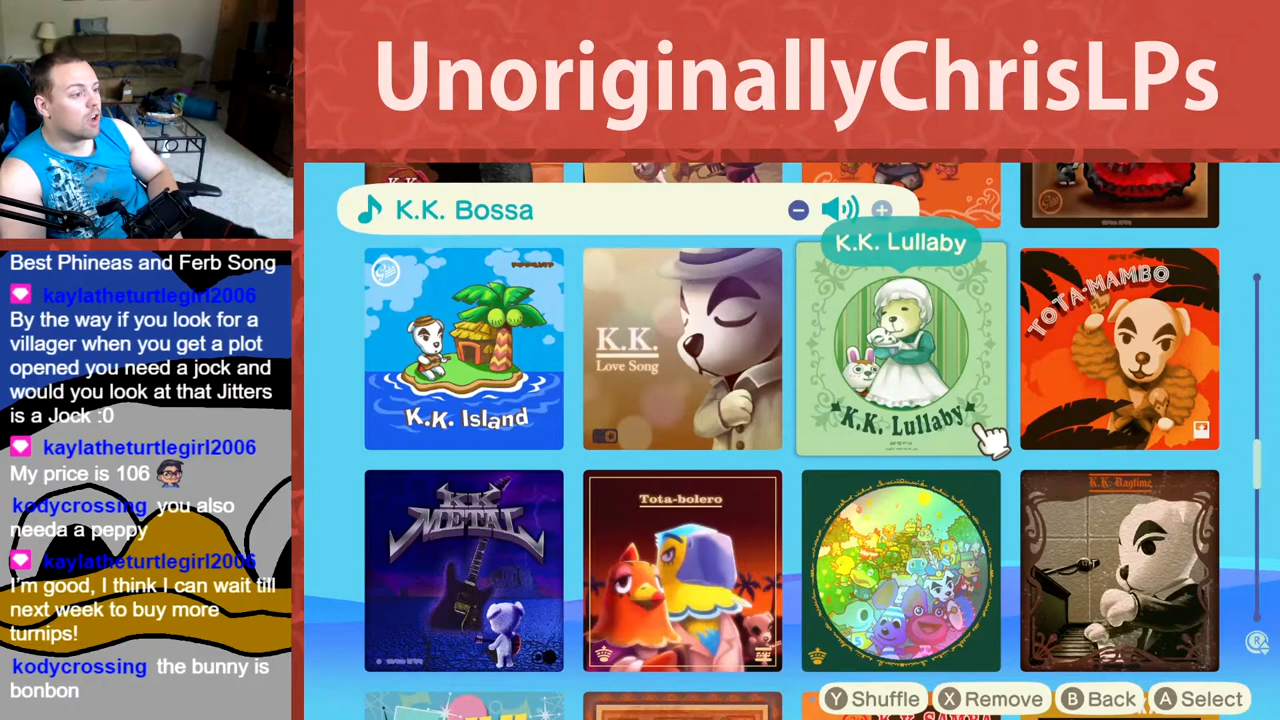 UnoriginallyChrisLPs
K.K. Bossa
K.K. Lullaby
K.K. Island
K.K.
Love Song
K.K. Lullaby
TOTA-MAMBO
KK
METAL
Tota-bolero
K.K. Ragtime
Y Shuffle X Remove B Back A Select
R
Best Phineas and Ferb Song
kaylatheturtlegirl2006
By the way if you look for a
villager when you get a plot
opened you need a jock and
would you look at that Jitters
is a Jock :0
kaylatheturtlegirl2006
My price is 106
kodycrossing you also
needa a peppy
kaylatheturtlegirl2006
I'm good, I think I can wait till
next week to buy more
turnips!
kodycrossing the bunny is
bonbon